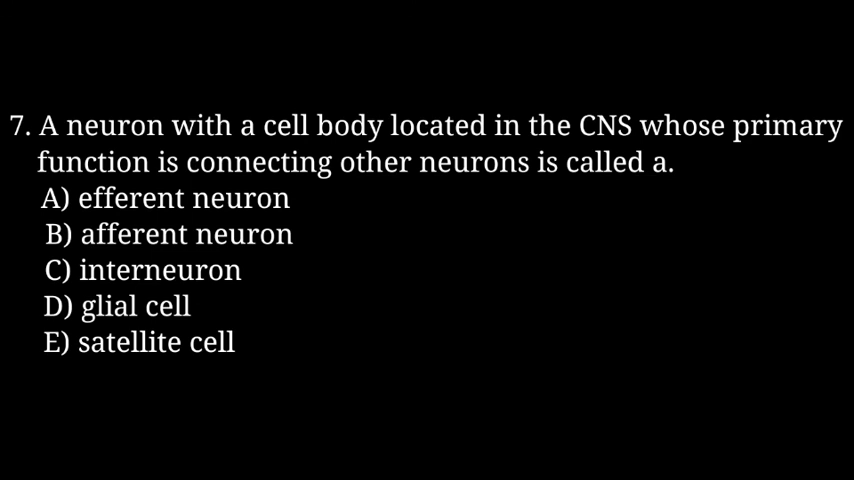 7. A neuron with a cell body located in the CNS whose primary
function is connecting other neurons is called a.
A) efferent neuron
B) afferent neuron
C) interneuron
D) glial cell
E) satellite cell